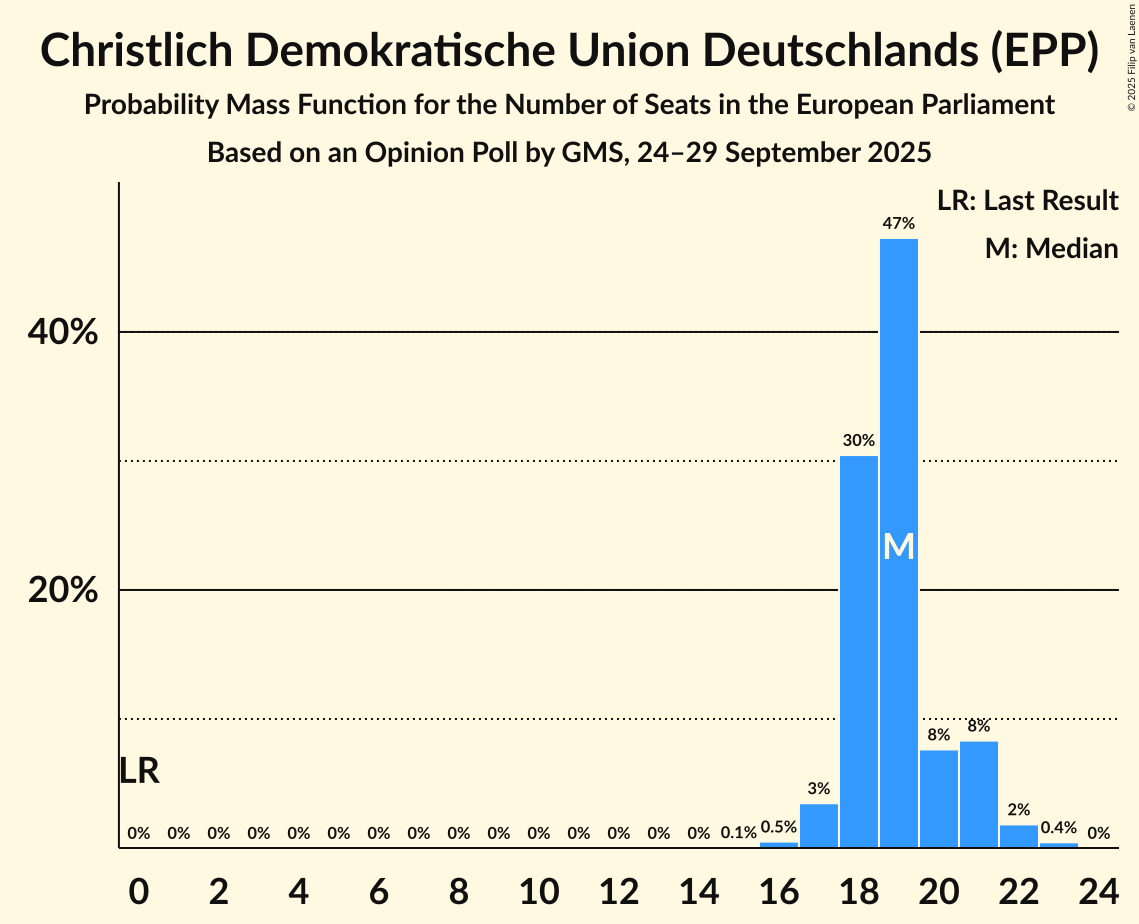 Christlich Demokratische Union Deutschlands (EPP)
Probability Mass Function for the Number of Seats in the European Parliament
Based on an Opinion Poll by GMS, 24–29 September 2025
© 2025 Filip van Laenen
LR: Last Result
M: Median
40%
20%
LR
M
0% 0% 0% 0% 0% 0% 0% 0% 0% 0% 0% 0% 0% 0% 0% 0.1% 0.5% 3% 30% 47% 8% 8% 2% 0.4% 0%
0 2 4 6 8 10 12 14 16 18 20 22 24